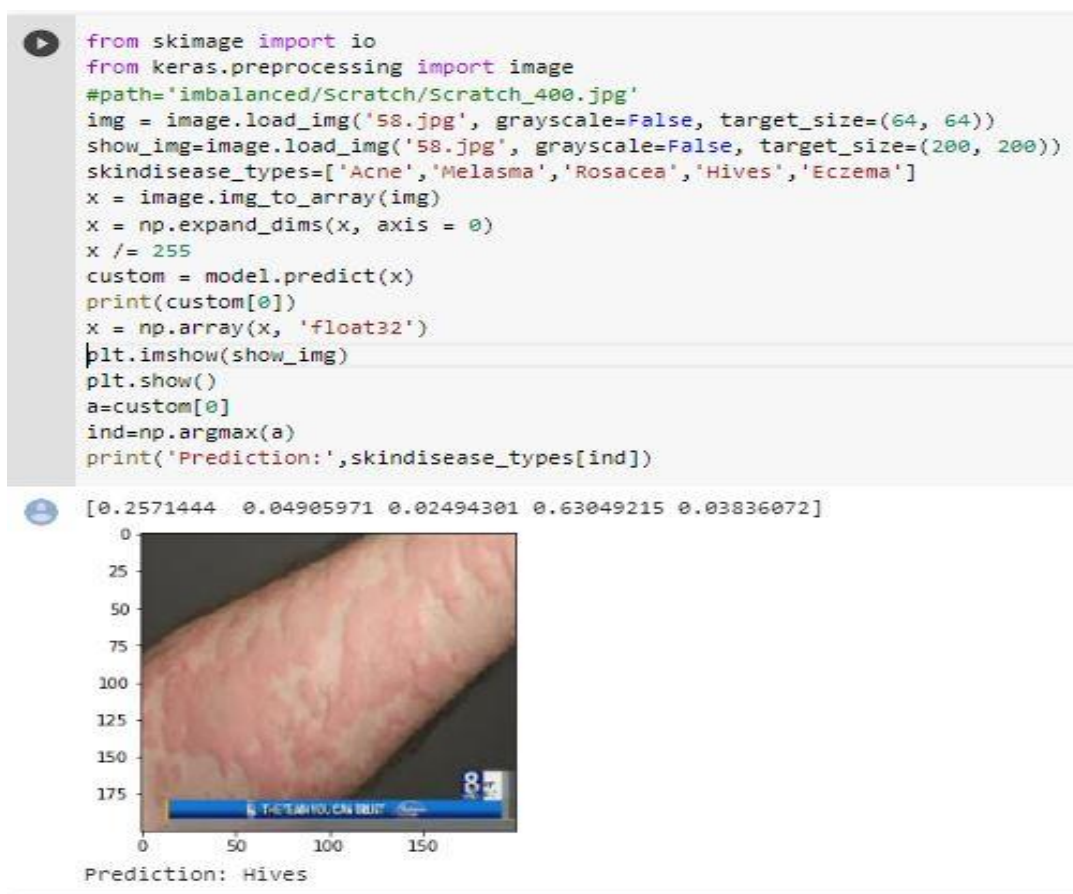 from skimage import io
from keras.preprocessing import image
#path='imbalanced/Scratch/Scratch_400.jpg'
img = image.load_img('58.jpg', grayscale=False, target_size=(64, 64))
show_img=image.load_img('58.jpg', grayscale=False, target_size=(200, 200))
skindisease_types=['Acne','Melasma','Rosacea','Hives','Eczema']
x = image.img_to_array(img)
x = np.expand_dims(x, axis = 0)
x /= 255
custom = model.predict(x)
print(custom[0])
x = np.array(x, 'float32')
plt.imshow(show_img)
plt.show()
a=custom[0]
ind=np.argmax(a)
print('Prediction:',skindisease_types[ind])
[0.2571444  0.04905971 0.02494301 0.63049215 0.03836072]
0
25
50
75
100
125
150
175
8
THE TEAM YOU CAN TRUST
0 50 100 150
Prediction: Hives